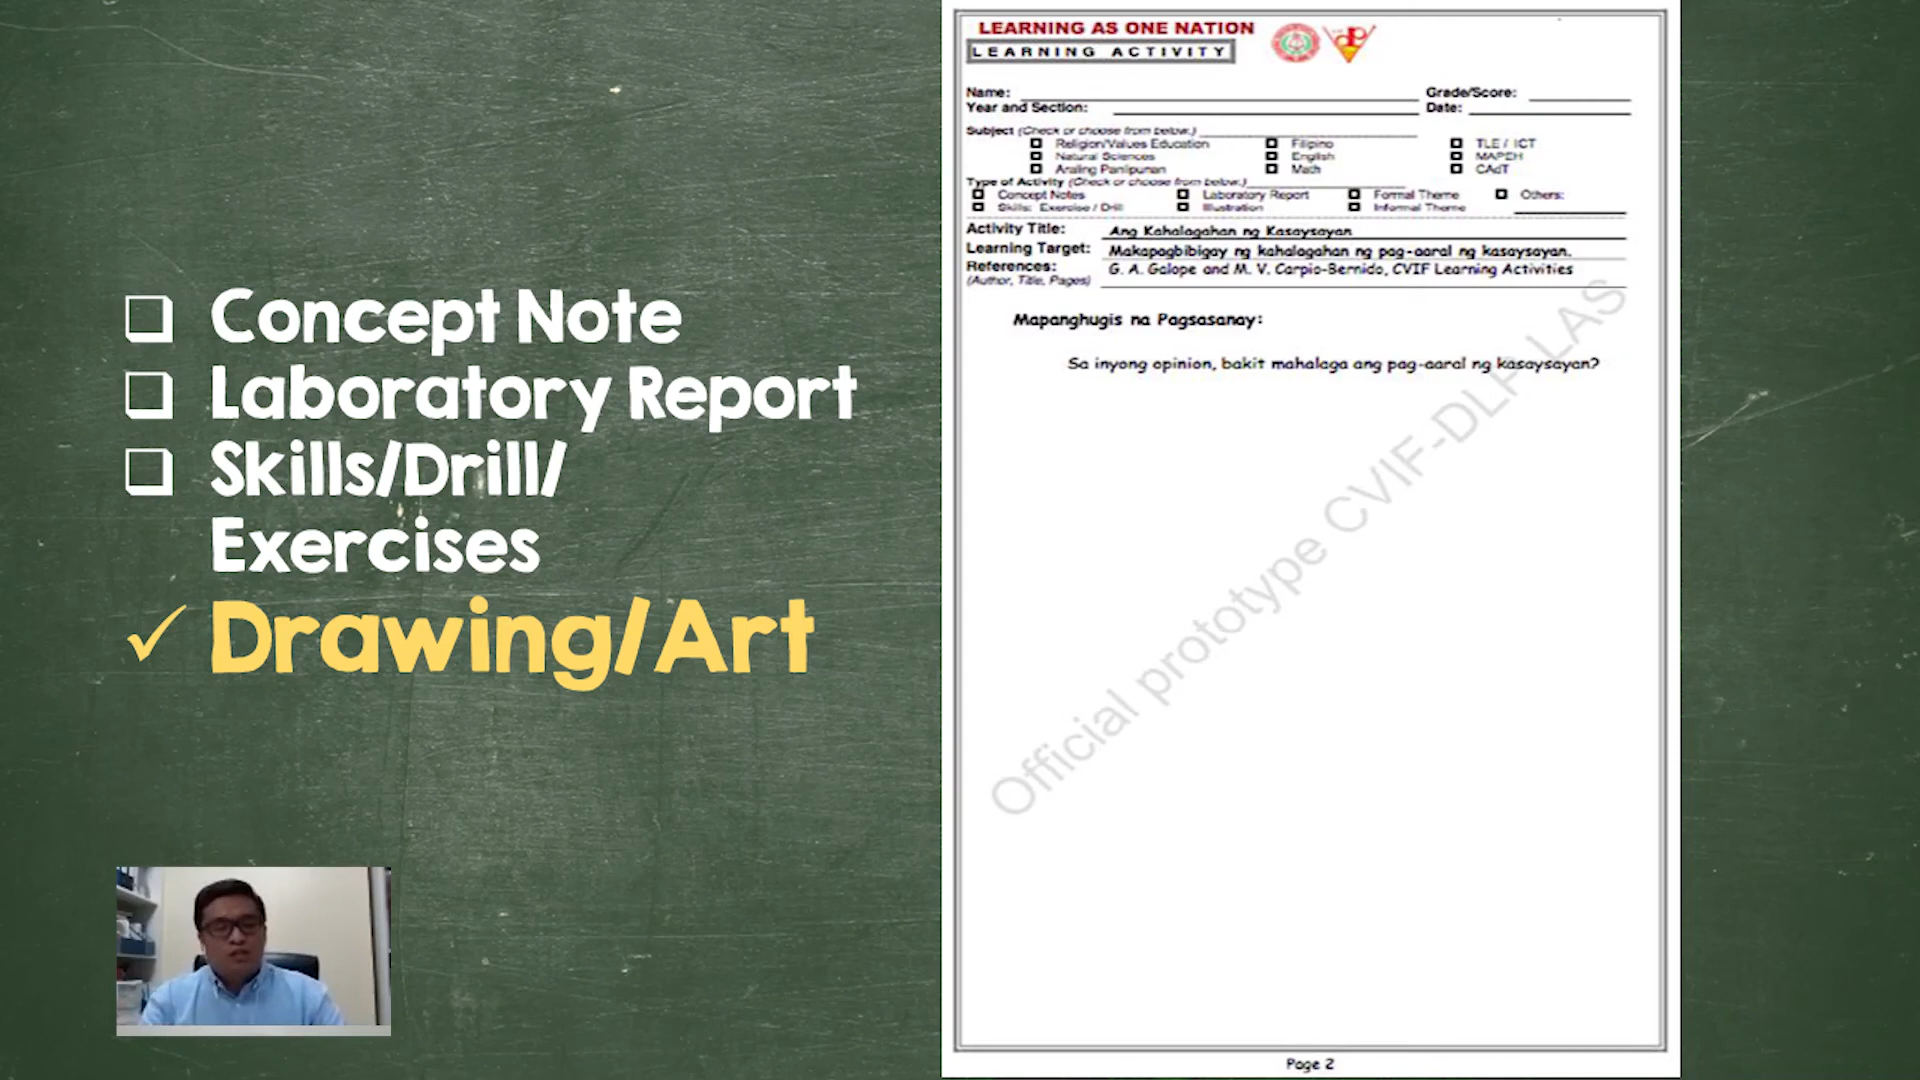 Concept Note
Laboratory Report
Skills/Drill/
Exercises
Drawing/Art
LEARNING AS ONE NATION
LEARNING ACTIVITY
Name:
Grade/Score:
Year and Section:
Date:
Subject (Check or choose from below.)
Religion/Values Education
Filipino
TLE / ICT
Natural Sciences
English
MAPEH
Araling Panlipunan
Math
CAdT
Type of Activity (Check or choose from below.)
Concept Notes
Laboratory Report
Formal Theme
Others:
Skills: Exercise / Drill
Illustration
Informal Theme
Activity Title: Ang Kahalagahan ng Kasaysayan
Learning Target: Makapagbibigay ng kahalagahan ng pag-aaral ng kasaysayan.
References: G. A. Galope and M. V. Carpio-Bernido, CVIF Learning Activities
(Author, Title, Pages)
Mapanghugis na Pagsasanay:
Sa inyong opinion, bakit mahalaga ang pag-aaral ng kasaysayan?
Official prototype CVIF-DLP LAS
Page 2